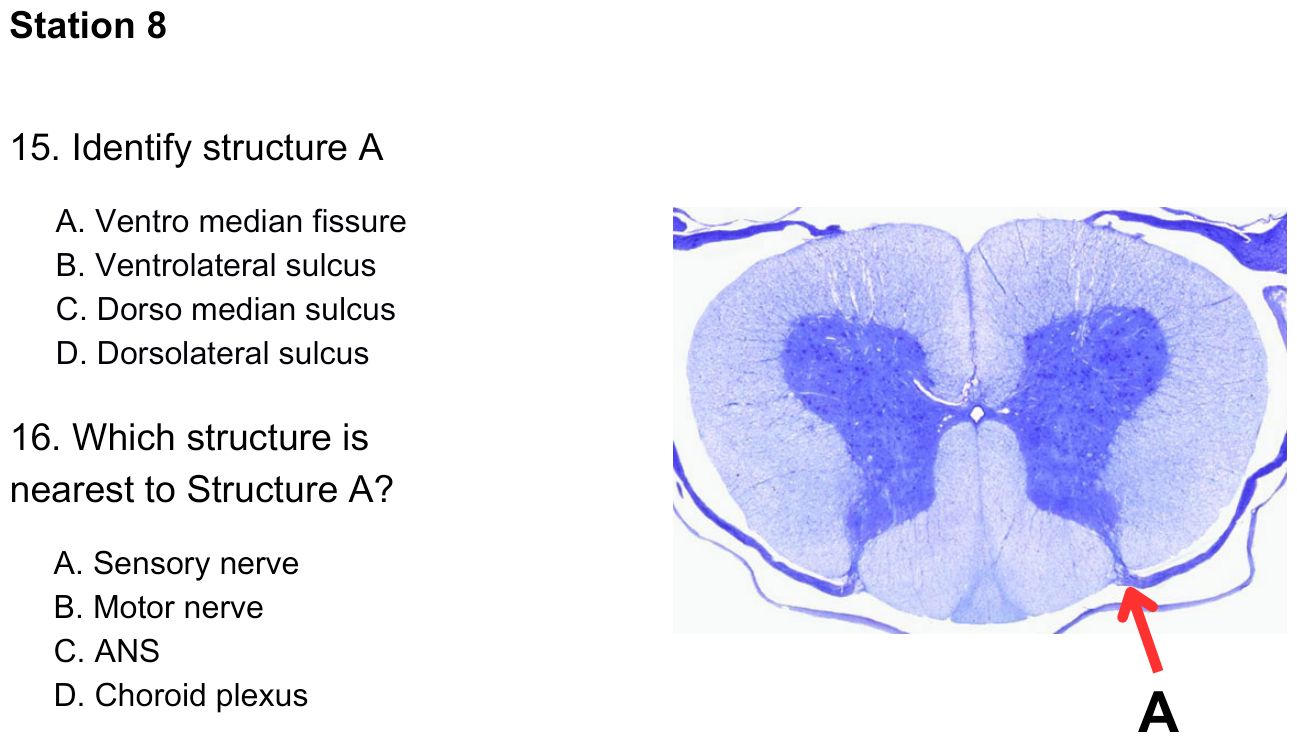 Station 8
15. Identify structure A
A. Ventro median fissure
B. Ventrolateral sulcus
C. Dorso median sulcus
D. Dorsolateral sulcus
16. Which structure is
nearest to Structure A?
A. Sensory nerve
B. Motor nerve
C. ANS
D. Choroid plexus
A